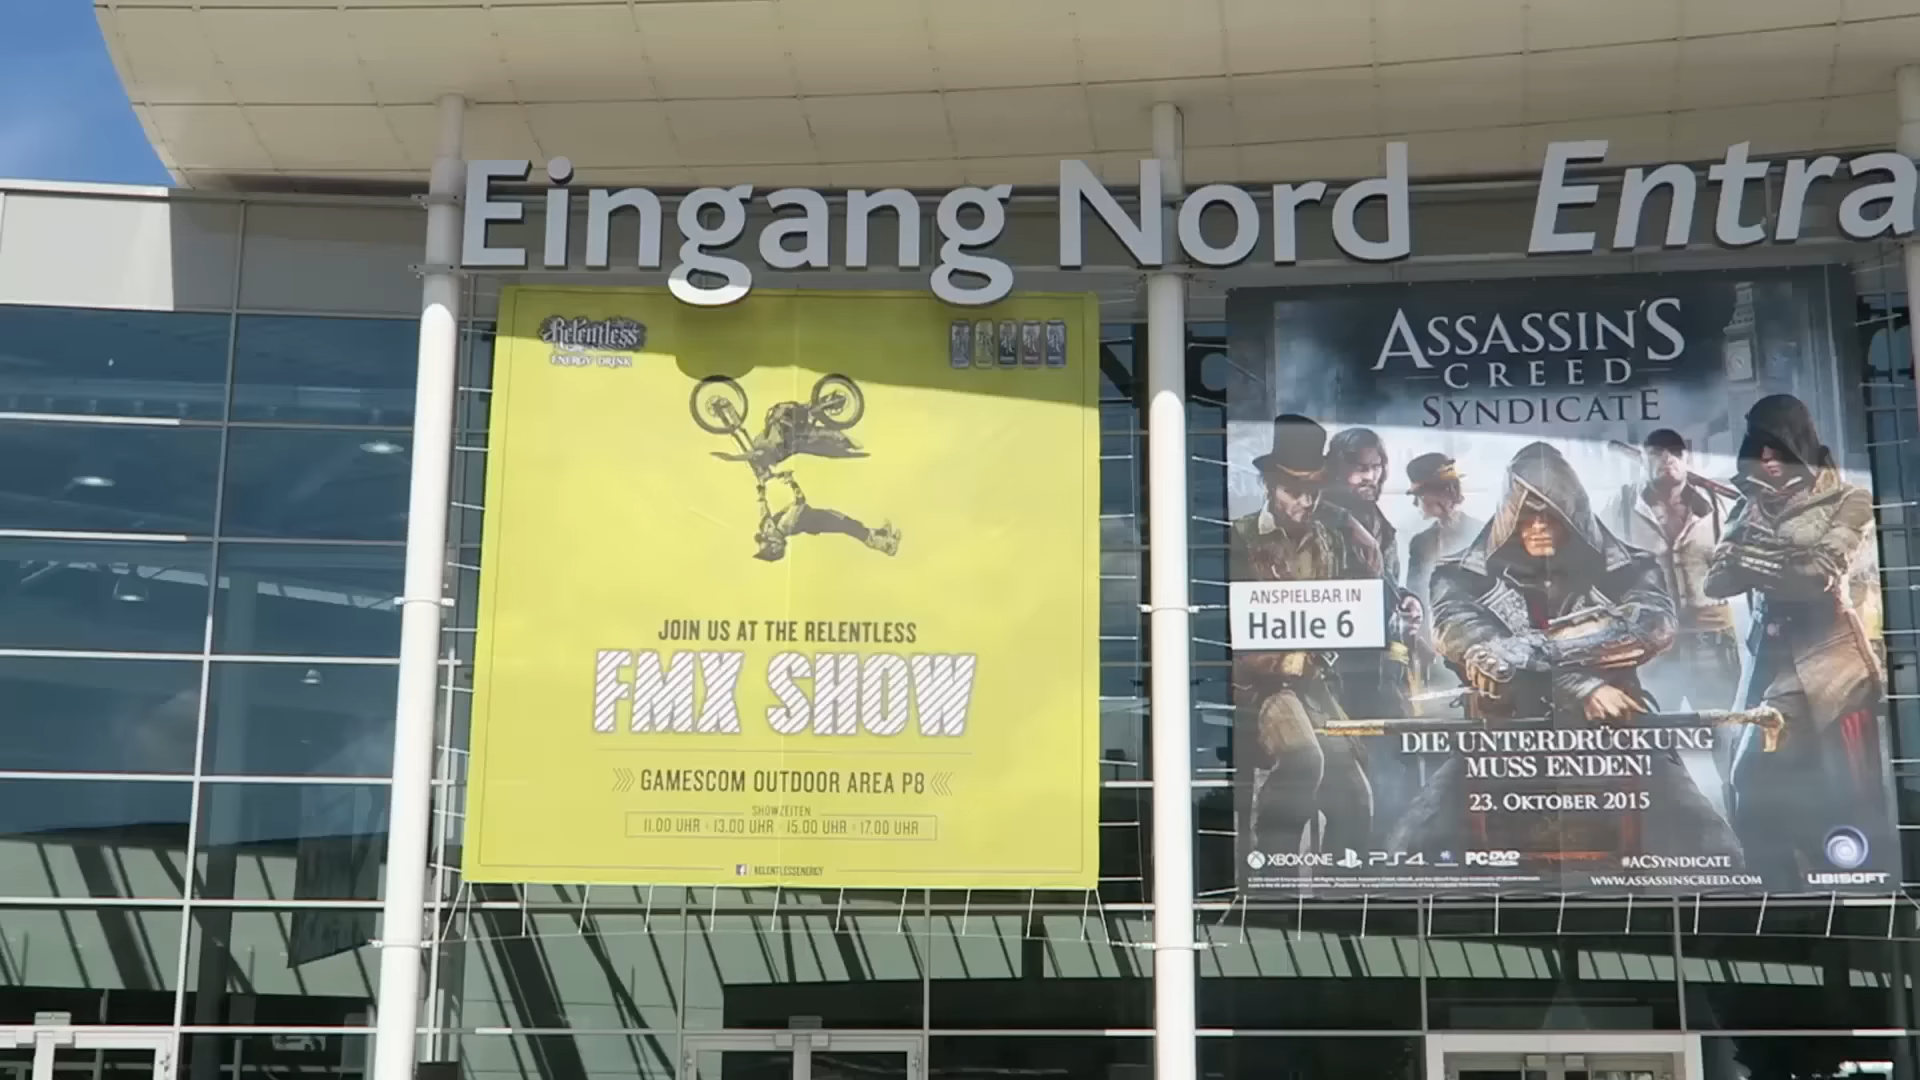 Eingang Nord Entra
Relentless
ENERGY DRINK
JOIN US AT THE RELENTLESS
FMX SHOW
GAMESCOM OUTDOOR AREA P8
SHOWZEITEN
11.00 UHR 13.00 UHR 15.00 UHR 17.00 UHR
/RELENTLESSENERGY
ASSASSIN'S
CREED
SYNDICATE
ANSPIELBAR IN
Halle 6
DIE UNTERDRÜCKUNG
MUSS ENDEN!
23. OKTOBER 2015
XBOX ONE PS4 PC DVD
#ACSYNDICATE
WWW.ASSASSINSCREED.COM
UBISOFT